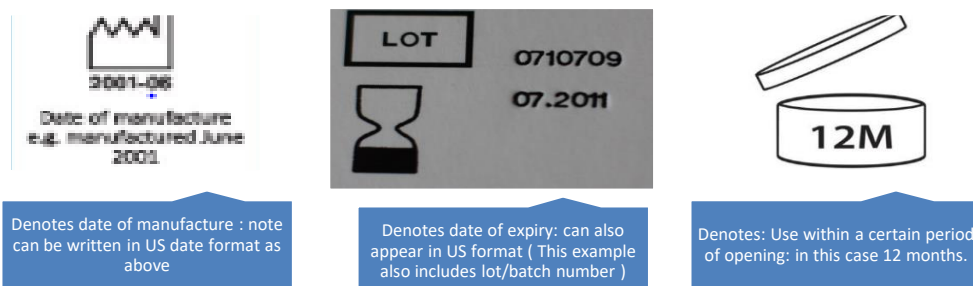 2001-06
Date of manufacture
e.g. manufactured June
2001
LOT
0710709
07.2011
12M
Denotes date of manufacture : note
can be written in US date format as
above
Denotes date of expiry: can also
appear in US format ( This example
also includes lot/batch number )
Denotes: Use within a certain period
of opening: in this case 12 months.